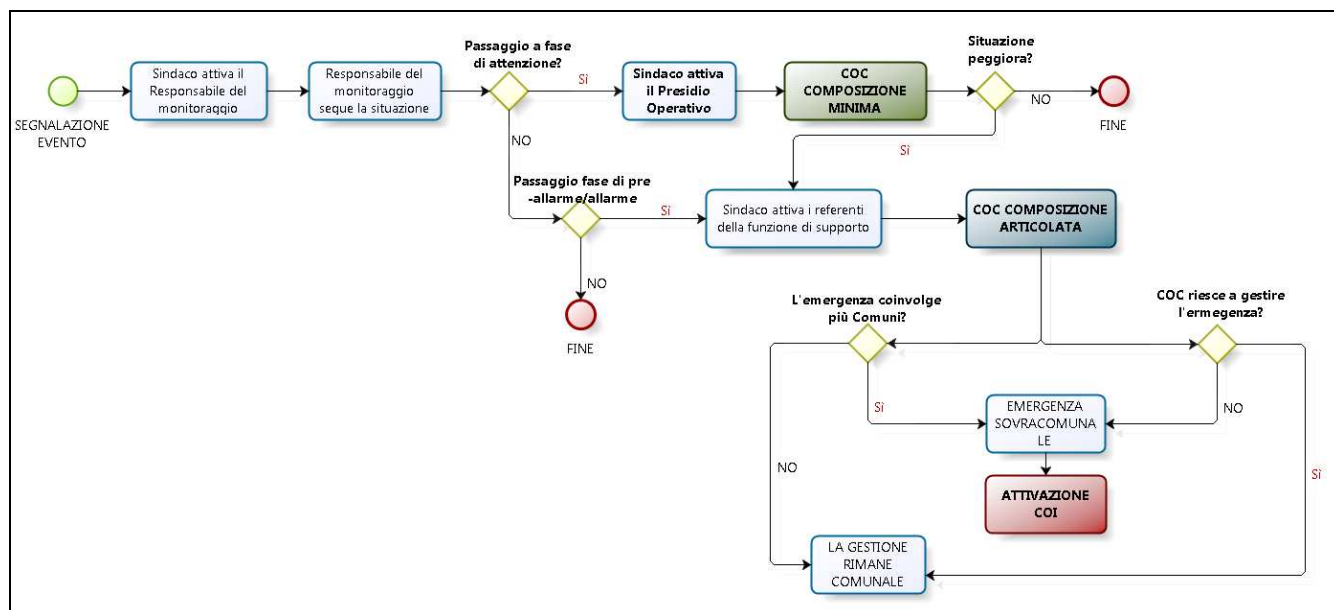 SEGNALAZIONE
EVENTO
Sindaco attiva il
Responsabile del
monitoraggio
Responsabile del
monitoraggio
segue la situazione
Passaggio a fase
di attenzione?
Sì
Sindaco attiva
il Presidio
Operativo
COC
COMPOSIZIONE
MINIMA
Situazione
peggiora?
NO
FINE
NO
Sì
Passaggio fase di pre
-allarme/allarme
Sì
Sindaco attiva i referenti
della funzione di supporto
COC COMPOSIZIONE
ARTICOLATA
NO
FINE
L'emergenza coinvolge
più Comuni?
COC riesce a gestire
l'ermegenza?
Sì
EMERGENZA
SOVRACOMUNA
LE
NO
NO
Sì
ATTIVAZIONE
COI
LA GESTIONE
RIMANE
COMUNALE